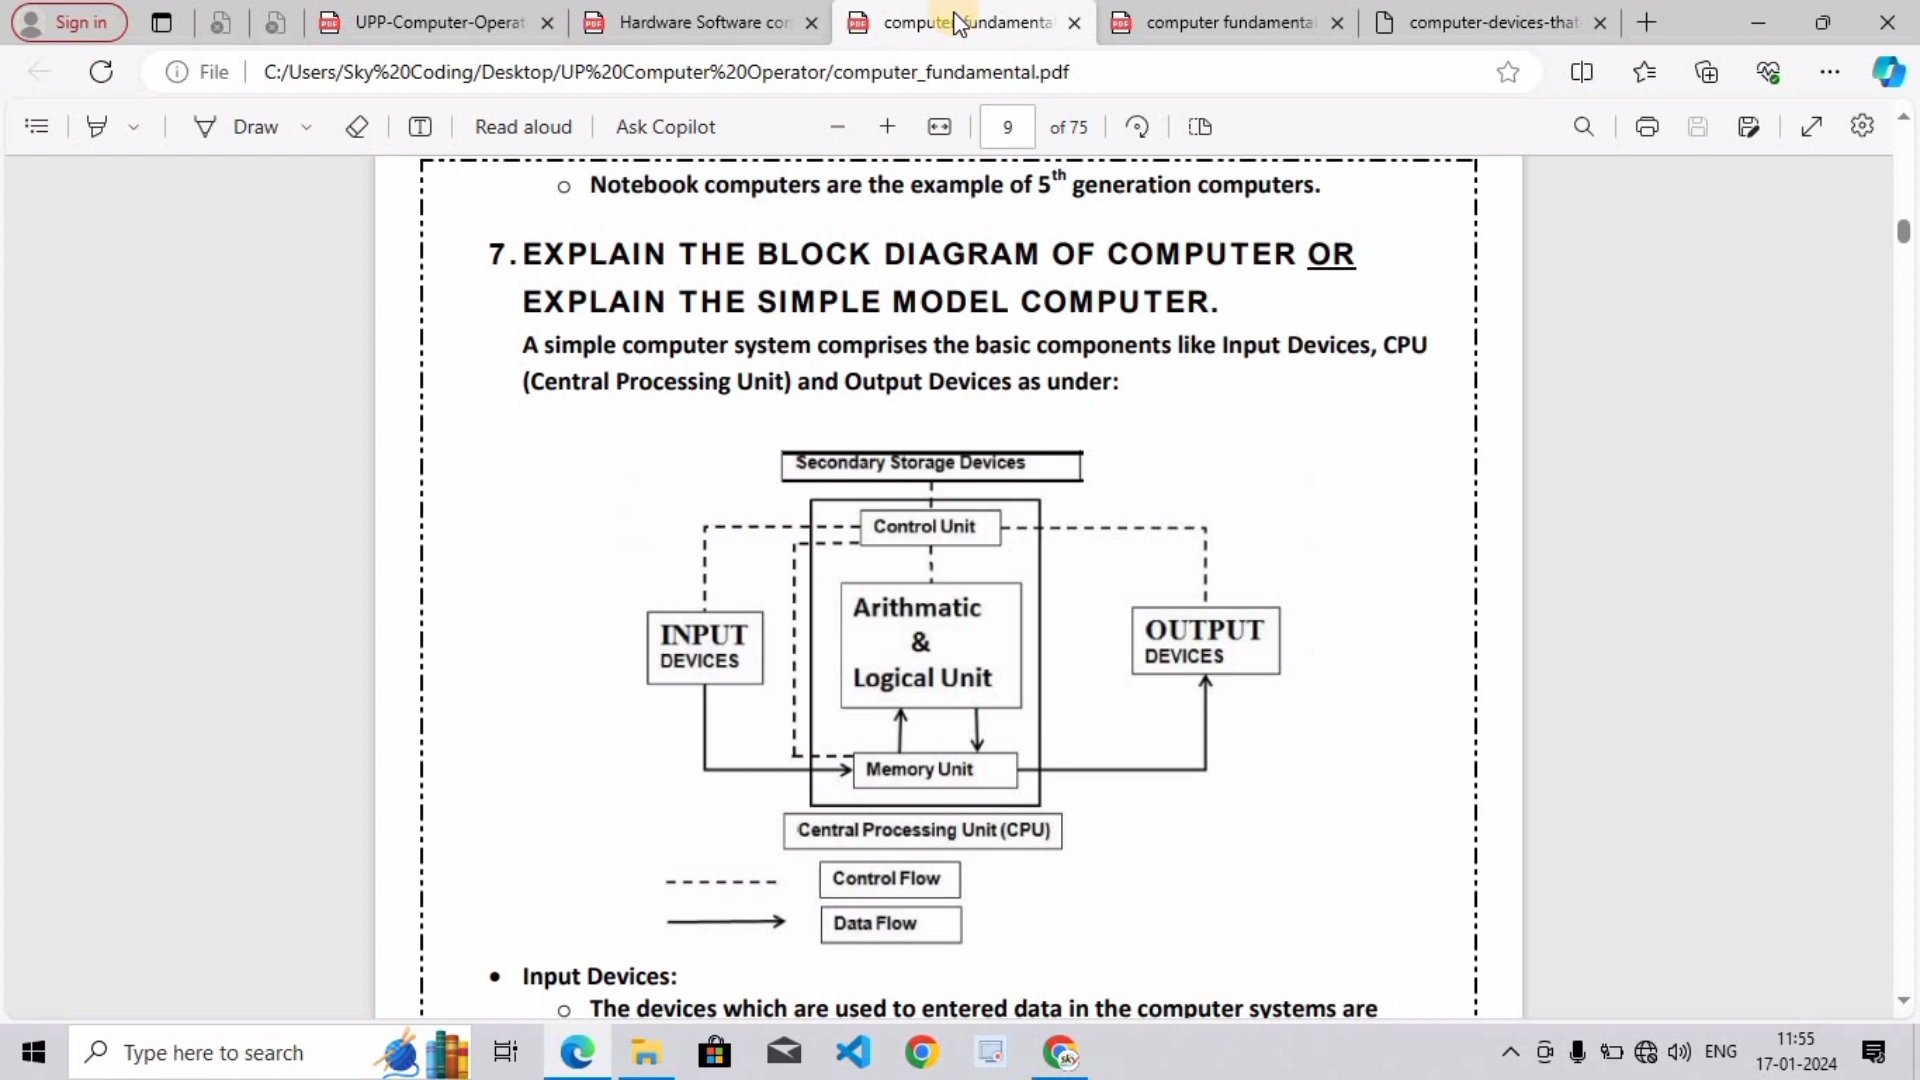 Sign in
UPP-Computer-Operat
Hardware Software con
computer_fundamenta
computer fundamental
computer-devices-that
File
C:/Users/Sky%20Coding/Desktop/UP%20Computer%20Operator/computer_fundamental.pdf
Draw
Read aloud
Ask Copilot
9 of 75
o Notebook computers are the example of 5th generation computers.
7. EXPLAIN THE BLOCK DIAGRAM OF COMPUTER OR
EXPLAIN THE SIMPLE MODEL COMPUTER.
A simple computer system comprises the basic components like Input Devices, CPU
(Central Processing Unit) and Output Devices as under:
Secondary Storage Devices
Control Unit
Arithmatic
&
Logical Unit
INPUT
DEVICES
OUTPUT
DEVICES
Memory Unit
Central Processing Unit (CPU)
Control Flow
Data Flow
• Input Devices:
o The devices which are used to entered data in the computer systems are
Type here to search
ENG
11:55
17-01-2024